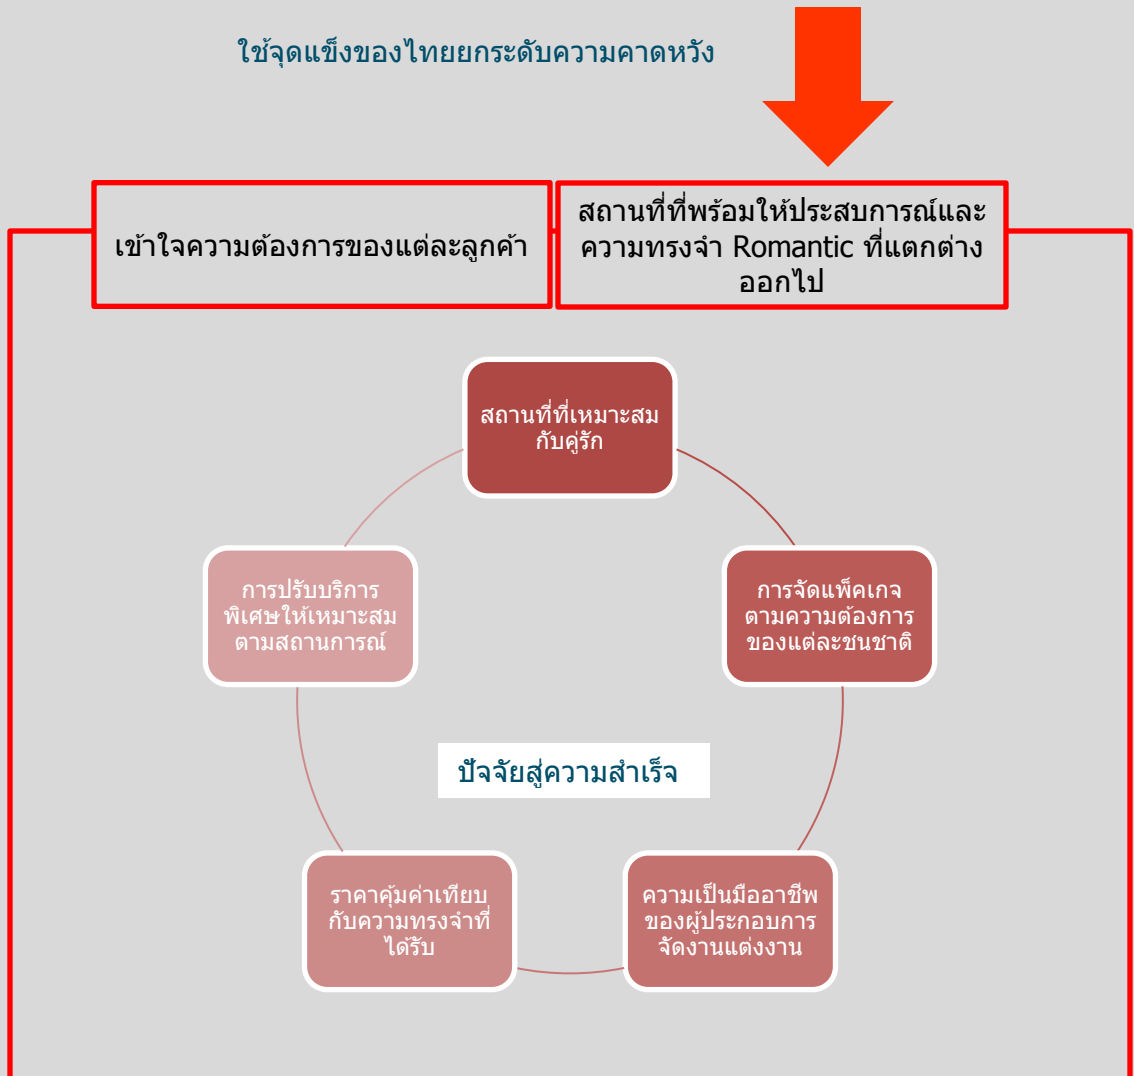 ใช้จุดแข็งของไทยยกระดับความคาดหวัง
เข้าใจความต้องการของแต่ละลูกค้า
สถานที่ที่พร้อมให้ประสบการณ์และ
ความทรงจำ Romantic ที่แตกต่าง
ออกไป
สถานที่ที่เหมาะสม
กับคู่รัก
การจัดแพ็คเกจ
ตามความต้องการ
ของแต่ละชนชาติ
ความเป็นมืออาชีพ
ของผู้ประกอบการ
จัดงานแต่งงาน
ราคาคุ้มค่าเทียบ
กับความทรงจำที่
ได้รับ
การปรับบริการ
พิเศษให้เหมาะสม
ตามสถานการณ์
ปัจจัยสู่ความสำเร็จ